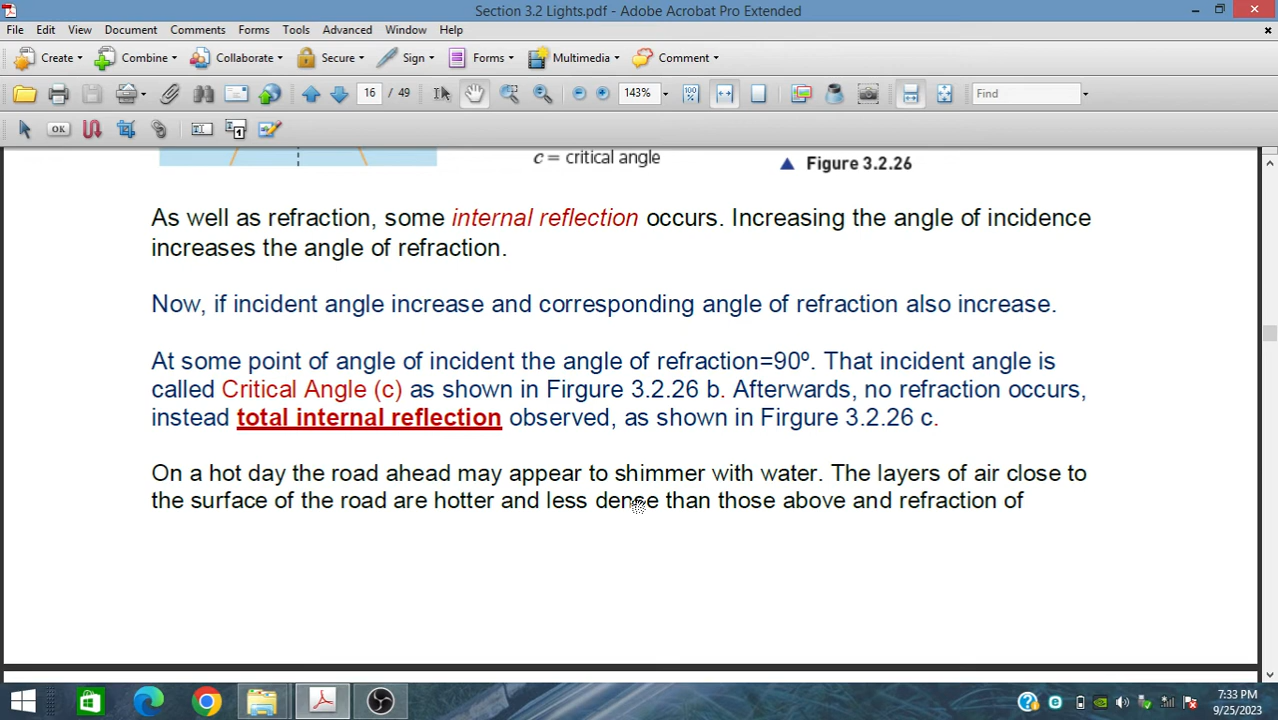 Section 3.2 Lights.pdf - Adobe Acrobat Pro Extended
File Edit View Document Comments Forms Tools Advanced Window Help
Create Combine Collaborate Secure Sign Forms Multimedia Comment
16 / 49 143% 100% Find
OK
c = critical angle
▲ Figure 3.2.26
As well as refraction, some internal reflection occurs. Increasing the angle of incidence
increases the angle of refraction.
Now, if incident angle increase and corresponding angle of refraction also increase.
At some point of angle of incident the angle of refraction=90º. That incident angle is
called Critical Angle (c) as shown in Firgure 3.2.26 b. Afterwards, no refraction occurs,
instead total internal reflection observed, as shown in Firgure 3.2.26 c.
On a hot day the road ahead may appear to shimmer with water. The layers of air close to
the surface of the road are hotter and less dense than those above and refraction of
7:33 PM
9/25/2023